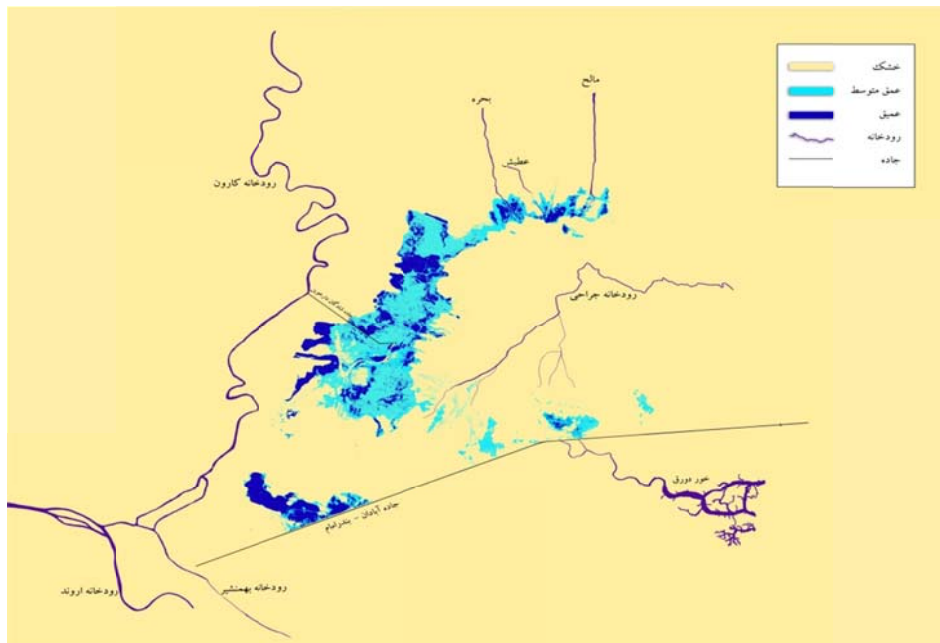 خشک
عمق متوسط
عمیق
رودخانه
جاده
مالح
بحره
عطیش
رودخانه کارون
رودخانه جراحی
خور دورق
جاده آبادان - بندرامام
رودخانه بهمنشیر
رودخانه اروند